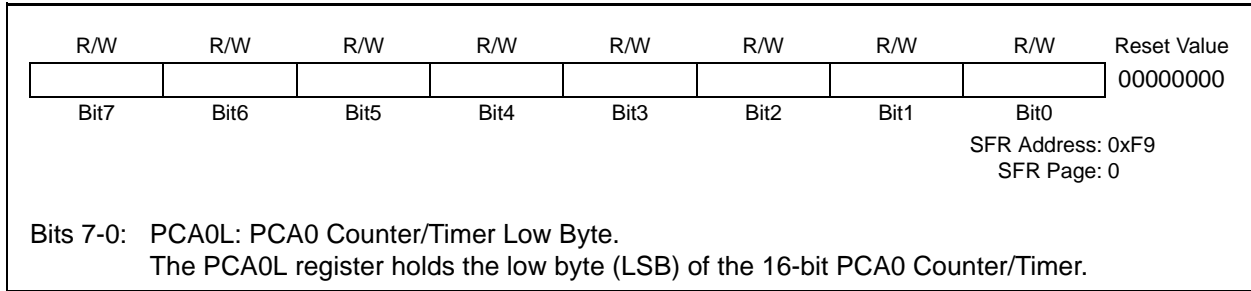 R/W R/W R/W R/W R/W R/W R/W R/W Reset Value
00000000
Bit7 Bit6 Bit5 Bit4 Bit3 Bit2 Bit1 Bit0
SFR Address: 0xF9
SFR Page: 0
Bits 7-0: PCA0L: PCA0 Counter/Timer Low Byte.
The PCA0L register holds the low byte (LSB) of the 16-bit PCA0 Counter/Timer.